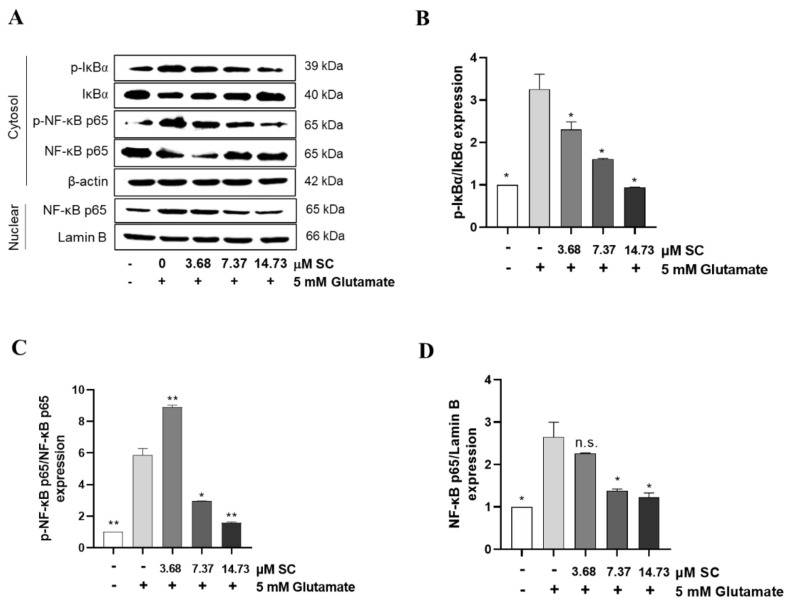 A
Cytosol
p-IκBα 39 kDa
IκBα 40 kDa
p-NF-κB p65 65 kDa
NF-κB p65 65 kDa
β-actin 42 kDa
Nuclear
NF-κB p65 65 kDa
Lamin B 66 kDa
- 0 3.68 7.37 14.73 μM SC
- + + + + 5 mM Glutamate
B
p-IκBα/IκBα expression
4
3
2
1
0
* * * *
- - 3.68 7.37 14.73 μM SC
- + + + + 5 mM Glutamate
C
p-NF-κB p65/NF-κB p65
expression
10
8
6
4
2
0
** ** * **
- - 3.68 7.37 14.73 μM SC
- + + + + 5 mM Glutamate
D
NF-κB p65/Lamin B
expression
4
3
2
1
0
* n.s. * *
- - 3.68 7.37 14.73 μM SC
- + + + + 5 mM Glutamate